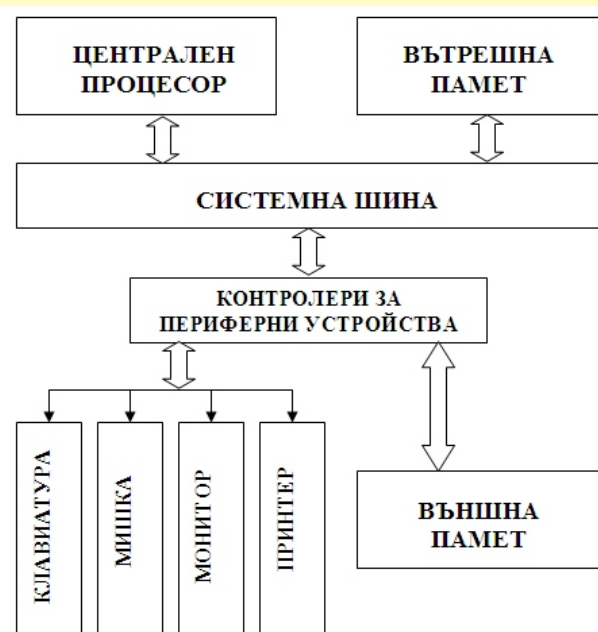 ЦЕНТРАЛЕН
ПРОЦЕСОР
ВЪТРЕШНА
ПАМЕТ
СИСТЕМНА ШИНА
КОНТРОЛЕРИ ЗА
ПЕРИФЕРНИ УСТРОЙСТВА
КЛАВИАТУРА
МИШКА
МОНИТОР
ПРИНТЕР
ВЪНШНА
ПАМЕТ